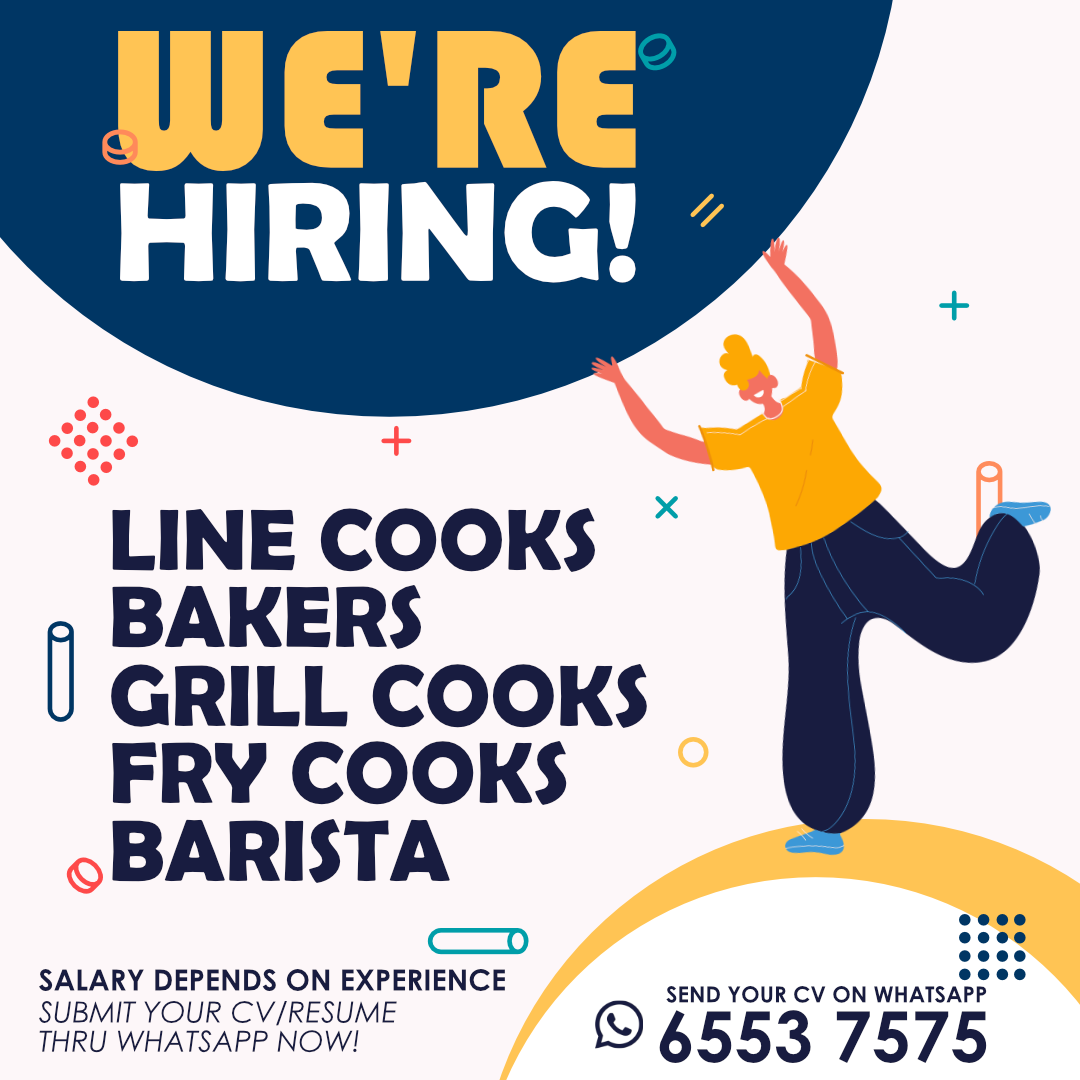 WE'RE
HIRING!
LINE COOKS
BAKERS
GRILL COOKS
FRY COOKS
BARISTA
SALARY DEPENDS ON EXPERIENCE
SUBMIT YOUR CV/RESUME
THRU WHATSAPP NOW!
SEND YOUR CV ON WHATSAPP
6553 7575